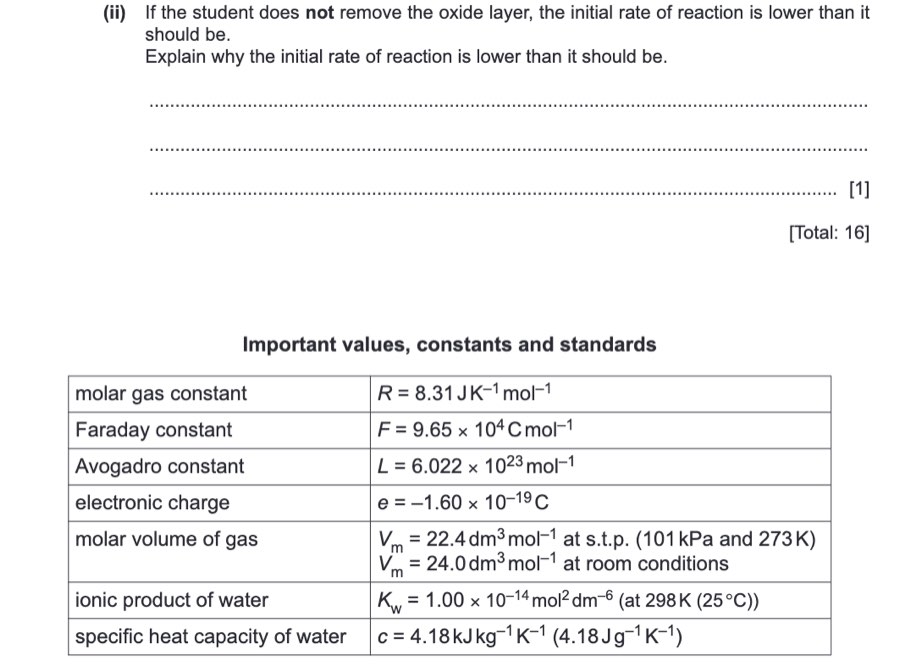 (ii) If the student does not remove the oxide layer, the initial rate of reaction is lower than it
should be.
Explain why the initial rate of reaction is lower than it should be.
..........................................................................................................................................
..........................................................................................................................................
.................................................................................................................................... [1]
[Total: 16]
Important values, constants and standards
molar gas constant R = 8.31 J K⁻¹ mol⁻¹
Faraday constant F = 9.65 × 10⁴ C mol⁻¹
Avogadro constant L = 6.022 × 10²³ mol⁻¹
electronic charge e = −1.60 × 10⁻¹⁹ C
molar volume of gas Vₘ = 22.4 dm³ mol⁻¹ at s.t.p. (101 kPa and 273 K)
Vₘ = 24.0 dm³ mol⁻¹ at room conditions
ionic product of water K_w = 1.00 × 10⁻¹⁴ mol² dm⁻⁶ (at 298 K (25 °C))
specific heat capacity of water c = 4.18 kJ kg⁻¹ K⁻¹ (4.18 J g⁻¹ K⁻¹)